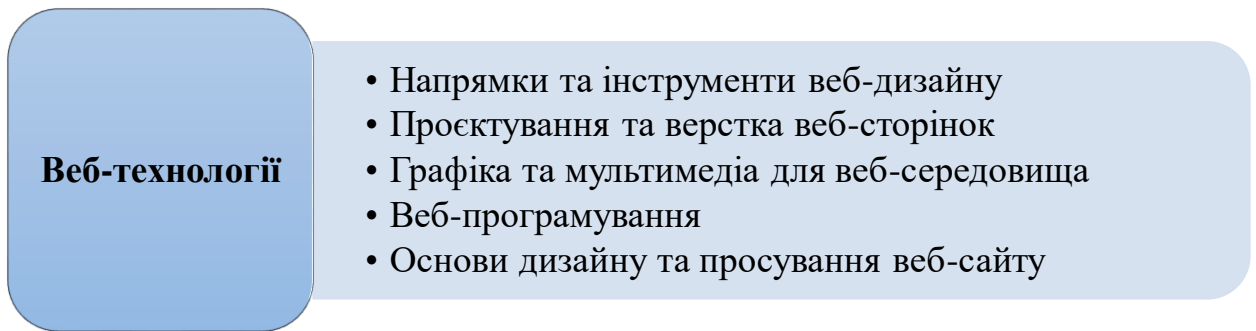 Веб-технології
• Напрямки та інструменти веб-дизайну
• Проєктування та верстка веб-сторінок
• Графіка та мультимедіа для веб-середовища
• Веб-програмування
• Основи дизайну та просування веб-сайту